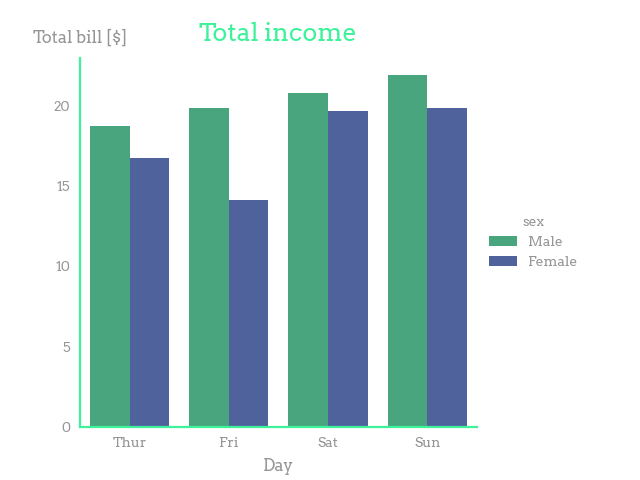 Total income
Total bill [$]
20
15
10
5
0
Thur Fri Sat Sun
Day
sex
Male
Female